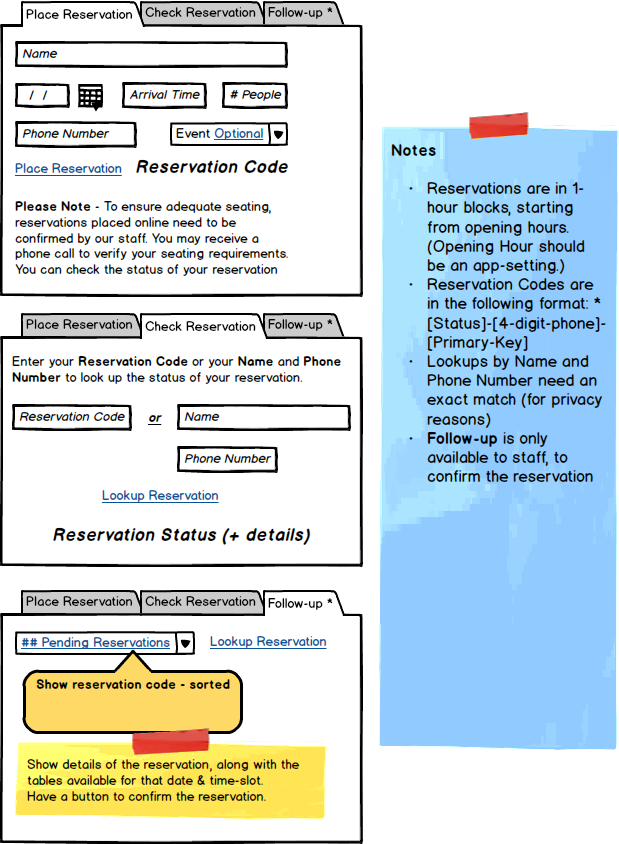 Place Reservation Check Reservation Follow-up *
Name
/ /
Arrival Time
# People
Phone Number
Event Optional
Place Reservation
Reservation Code
Please Note - To ensure adequate seating,
reservations placed online need to be
confirmed by our staff. You may receive a
phone call to verify your seating requirements.
You can check the status of your reservation
Place Reservation Check Reservation Follow-up *
Enter your Reservation Code or your Name and Phone
Number to look up the status of your reservation.
Reservation Code or Name
Phone Number
Lookup Reservation
Reservation Status (+ details)
Place Reservation Check Reservation Follow-up *
## Pending Reservations Lookup Reservation
Show reservation code - sorted
Show details of the reservation, along with the
tables available for that date & time-slot.
Have a button to confirm the reservation.
Notes
· Reservations are in 1-
hour blocks, starting
from opening hours.
(Opening Hour should
be an app-setting.)
· Reservation Codes are
in the following format: *
[Status]-[4-digit-phone]-
[Primary-Key]
· Lookups by Name and
Phone Number need an
exact match (for privacy
reasons)
· Follow-up is only
available to staff, to
confirm the reservation